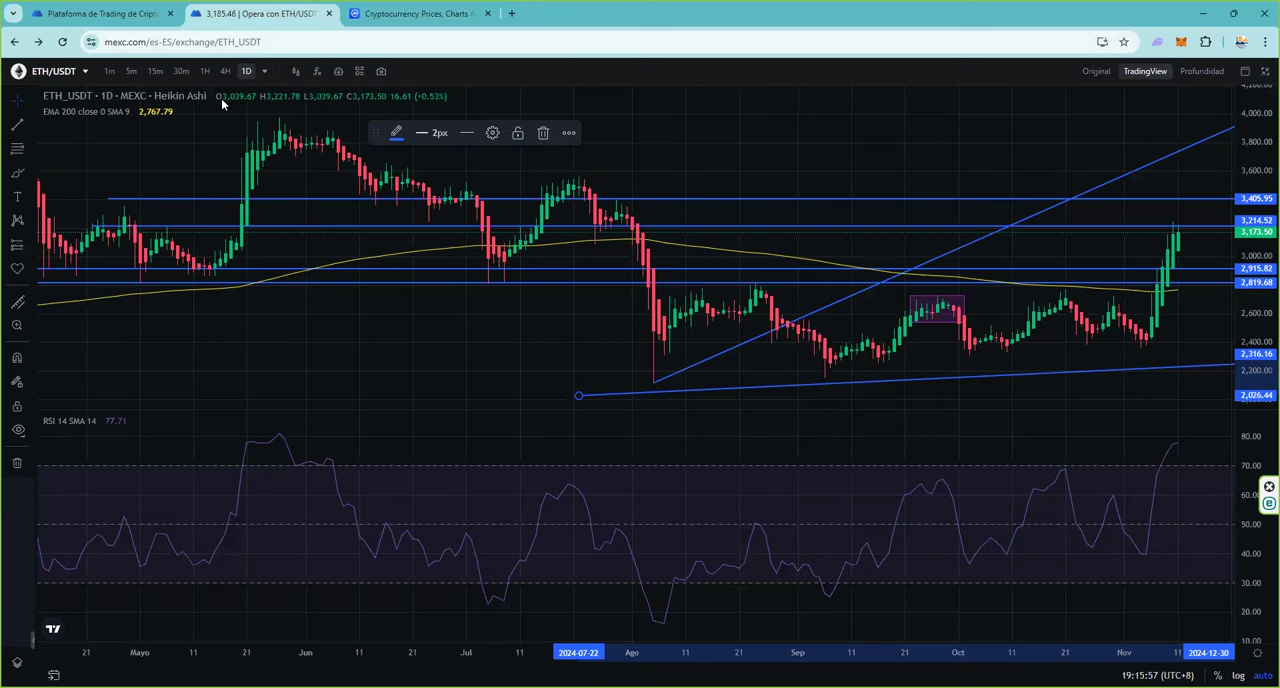 Plataforma de Trading de Cripto
3,185.46 | Opera con ETH/USDT
Cryptocurrency Prices, Charts A
mexc.com/es-ES/exchange/ETH_USDT
ETH/USDT 1m 5m 15m 30m 1H 4H 1D Original TradingView Profundidad
ETH_USDT · 1D · MEXC · Heikin Ashi O3,039.67 H3,221.78 L3,039.67 C3,173.50 16.61 (+0.53%)
EMA 200 close 0 SMA 9 2,767.79
2px
4,200.00
4,000.00
3,800.00
3,600.00
3,405.95
3,214.52
3,173.50
3,000.00
2,915.82
2,819.68
2,600.00
2,400.00
2,316.16
2,200.00
2,026.44
RSI 14 SMA 14 77.71
80.00
70.00
60.00
50.00
40.00
30.00
20.00
10.00
21 Mayo 11 21 Jun 11 21 Jul 11 2024-07-22 Ago 11 21 Sep 11 21 Oct 11 21 Nov 11 2024-12-30
19:15:57 (UTC+8) % log auto